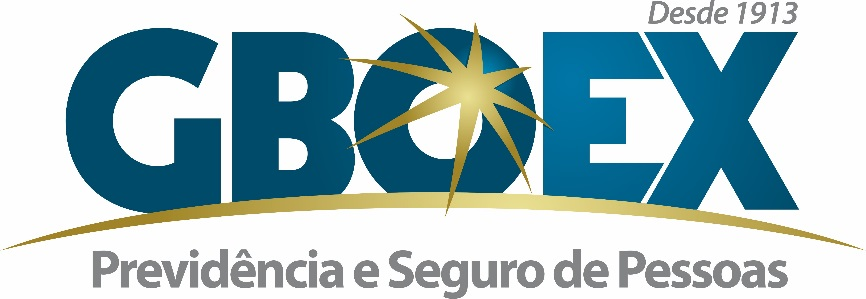 Desde 1913
GBOEX
Previdência e Seguro de Pessoas